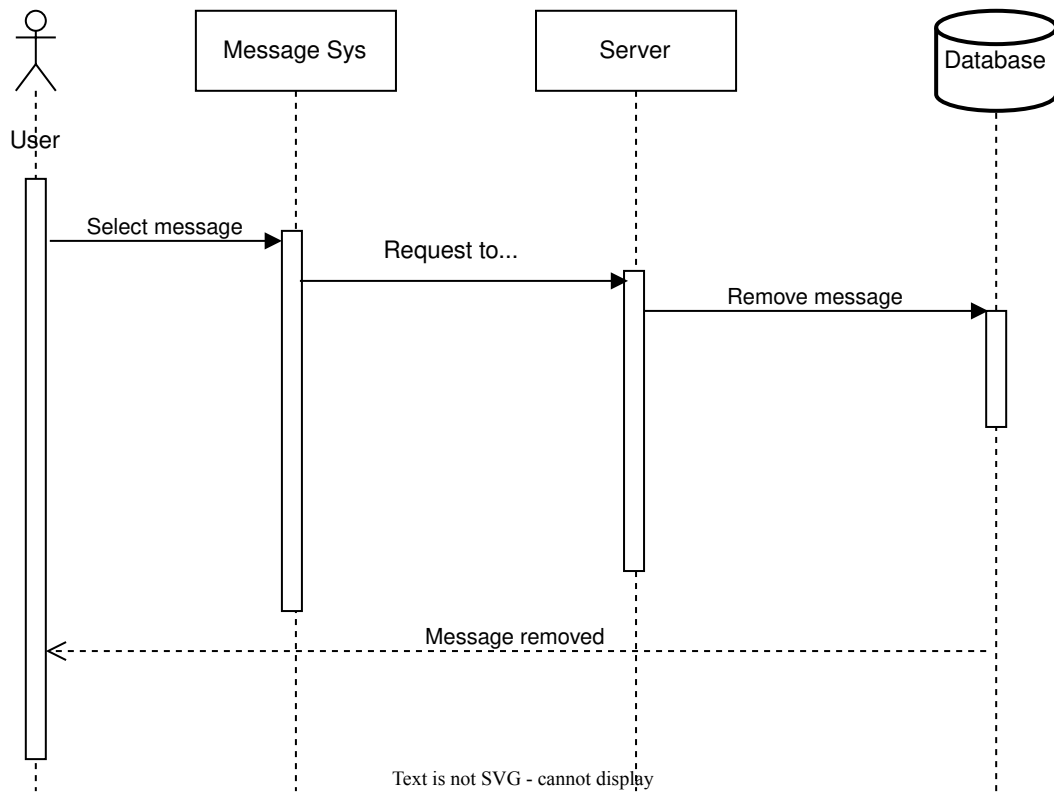 Message Sys
Server
Database
User
Select message
Request to...
Remove message
Message removed
Text is not SVG - cannot display